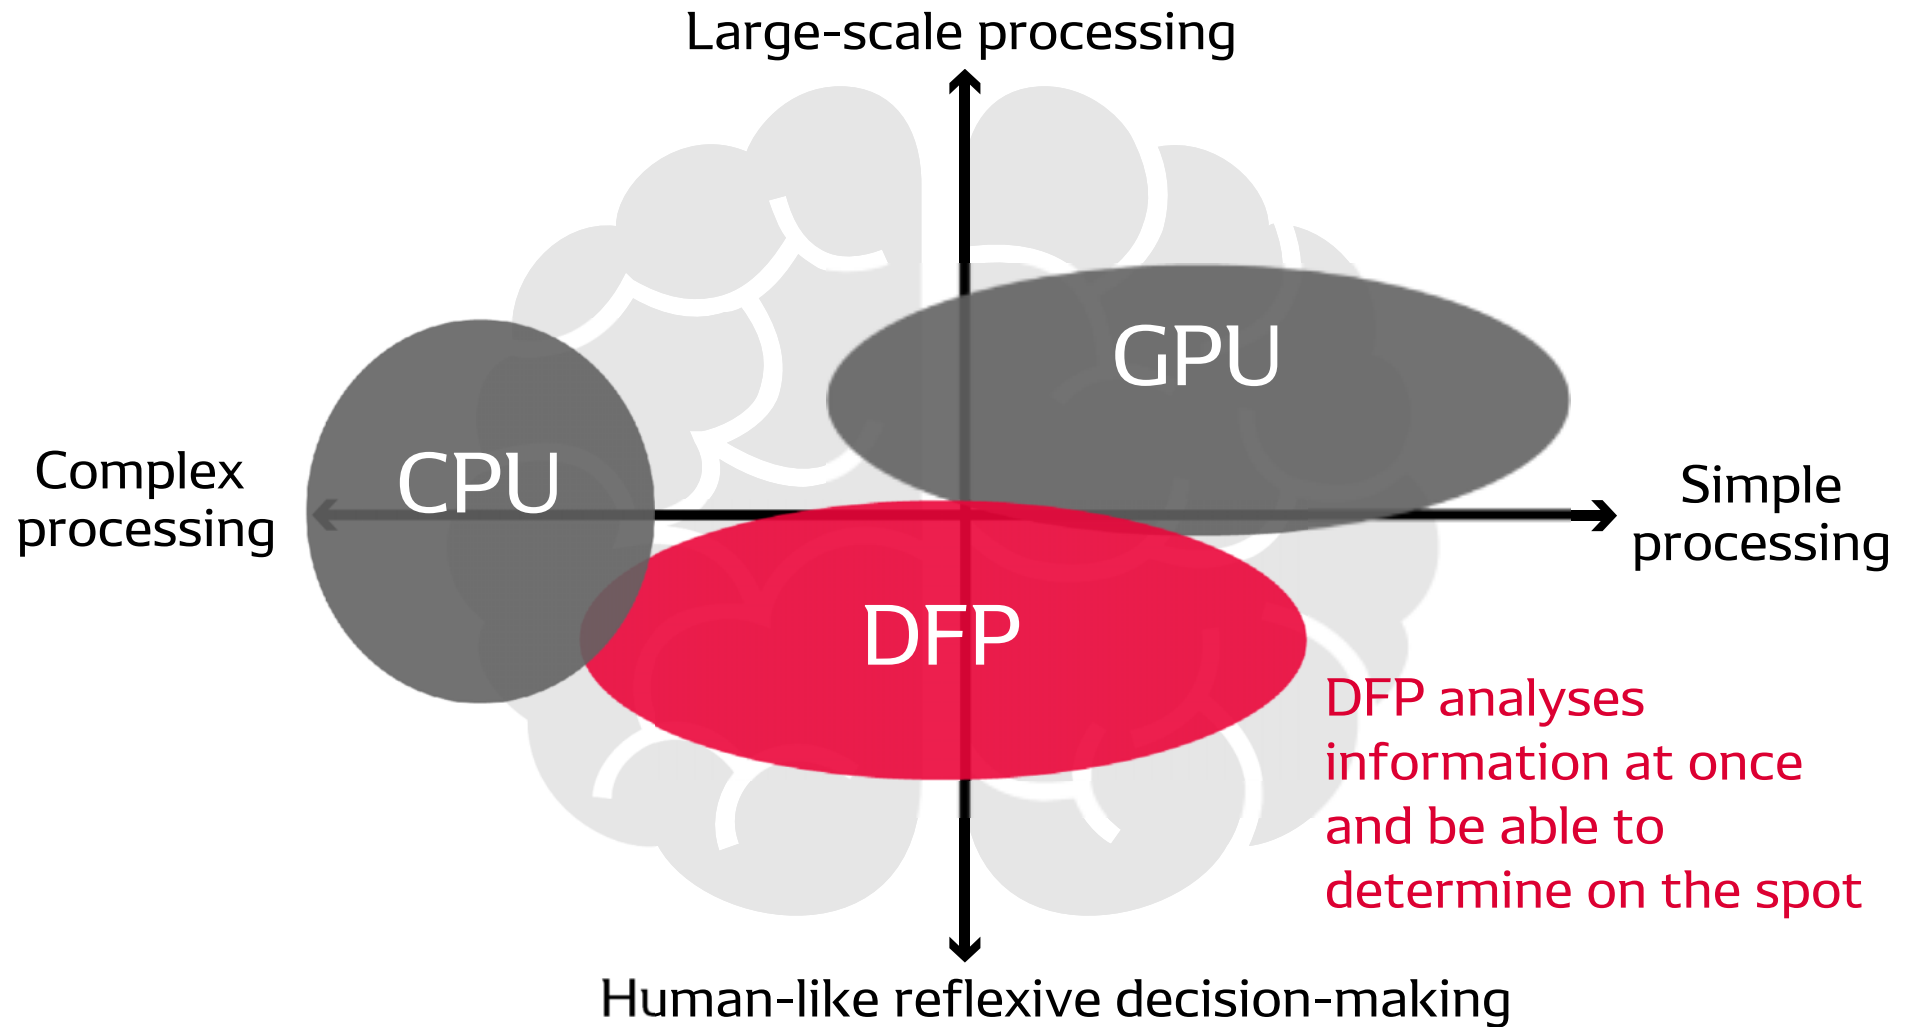 Large-scale processing
GPU
CPU
Complex
processing
Simple
processing
DFP
DFP analyses
information at once
and be able to
determine on the spot
Human-like reflexive decision-making